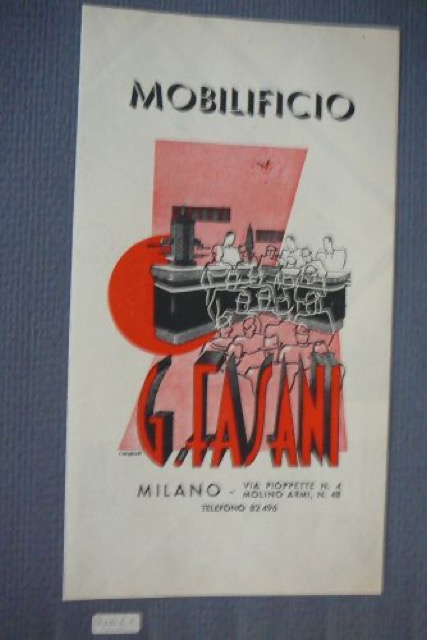 MOBILIFICIO
G. FASANI
MILANO - VIA PIOPPETTE N. 4
MOLINO ARMI, N. 48
TELEFONO 82496